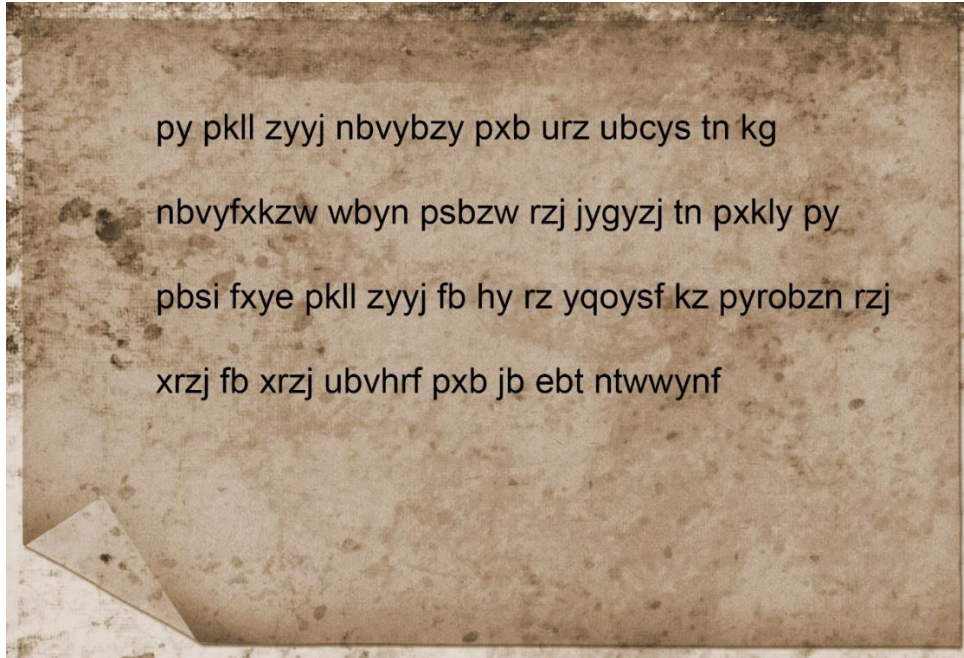 py pkll zyyj nbvybzy pxb urz ubcys tn kg
nbvyfxkzw wbyn psbzw rzj jygyzj tn pxkly py
pbsi fxye pkll zyyj fb hy rz yqoysf kz pyrobzn rzj
xrzj fb xrzj ubvhrf pxb jb ebt ntwwynf